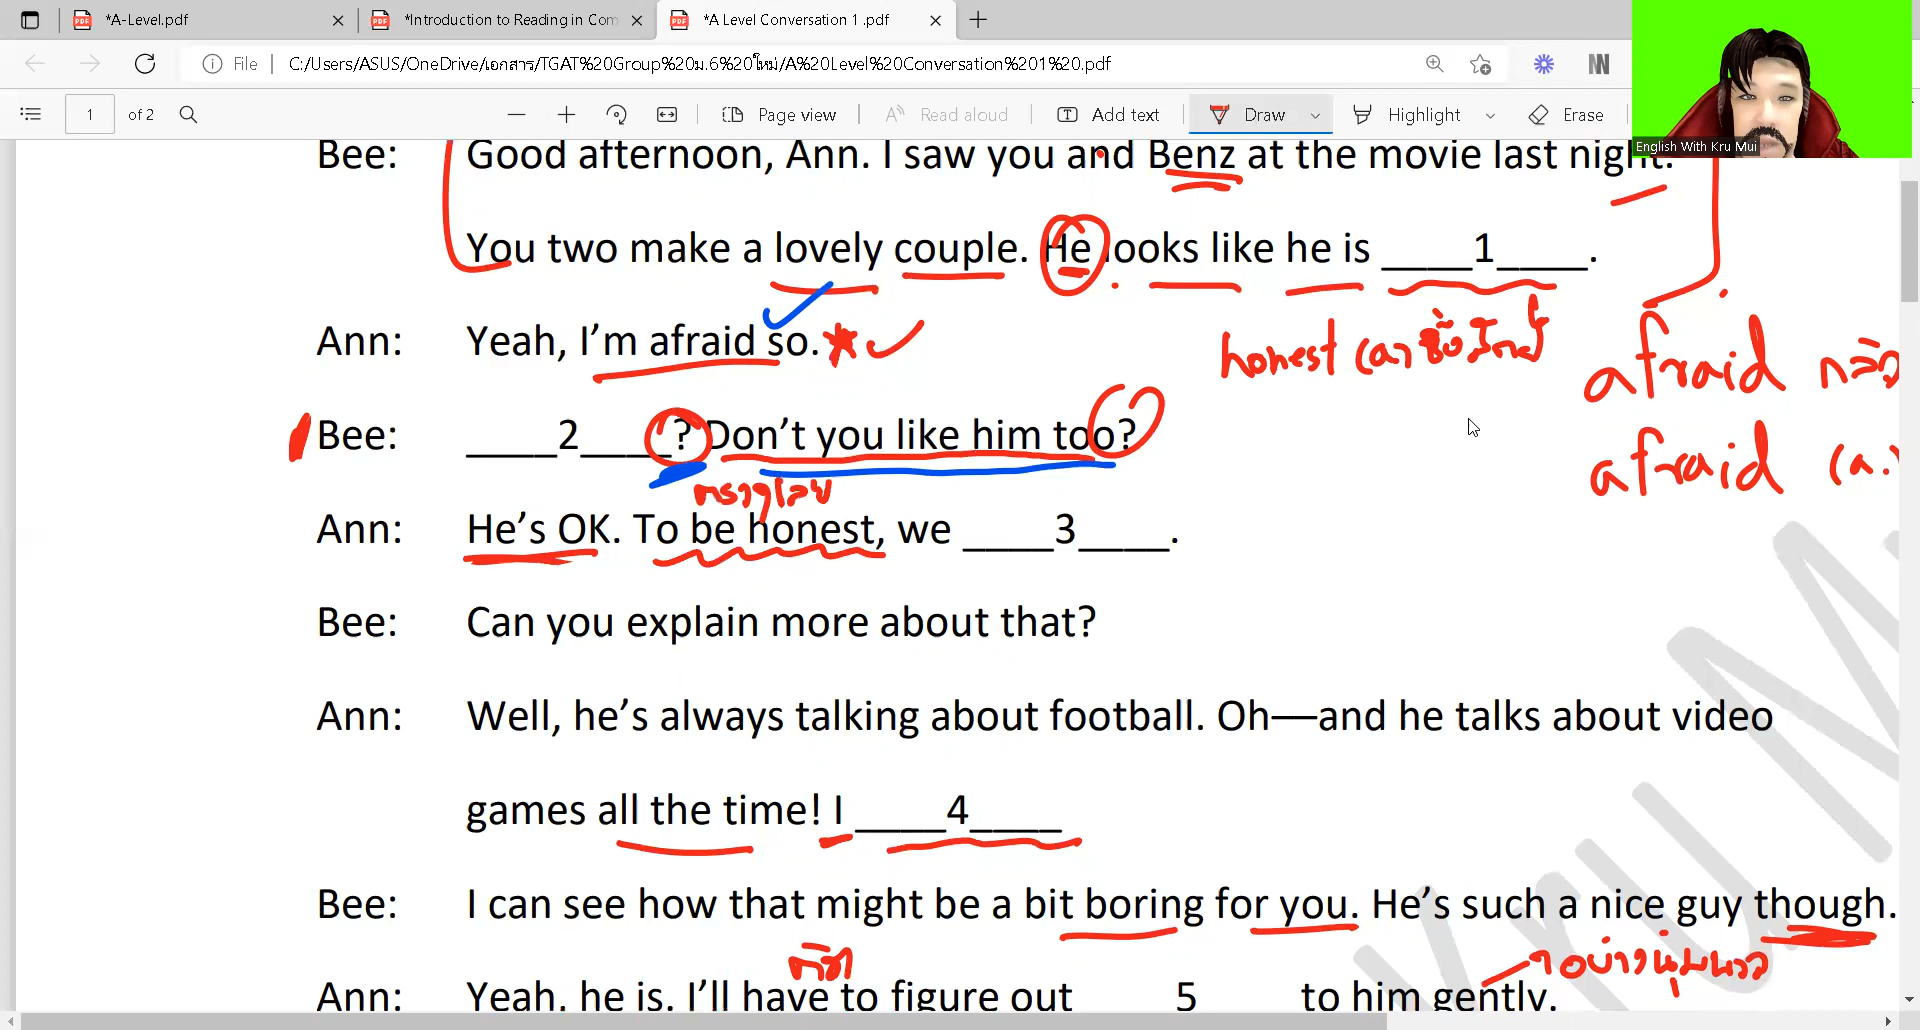 *A-Level.pdf
*Introduction to Reading in Com
*A Level Conversation 1 .pdf
File
C:/Users/ASUS/OneDrive/เอกสาร/TGAT%20Group%20ม.6%20ใหม่/A%20Level%20Conversation%201%20.pdf
1 of 2
Page view
Read aloud
Add text
Draw
Highlight
Erase
English With Kru Mui
Bee: Good afternoon, Ann. I saw you and Benz at the movie last night.
You two make a lovely couple. He looks like he is ____1____.
Ann: Yeah, I'm afraid so.
honest
afraid
Bee: ____2____? Don't you like him too?
afraid (a.)
Ann: He's OK. To be honest, we ____3____.
Bee: Can you explain more about that?
Ann: Well, he's always talking about football. Oh—and he talks about video
games all the time! I ____4____
Bee: I can see how that might be a bit boring for you. He's such a nice guy though.
Ann: Yeah, he is. I'll have to figure out ____5____ to him gently.